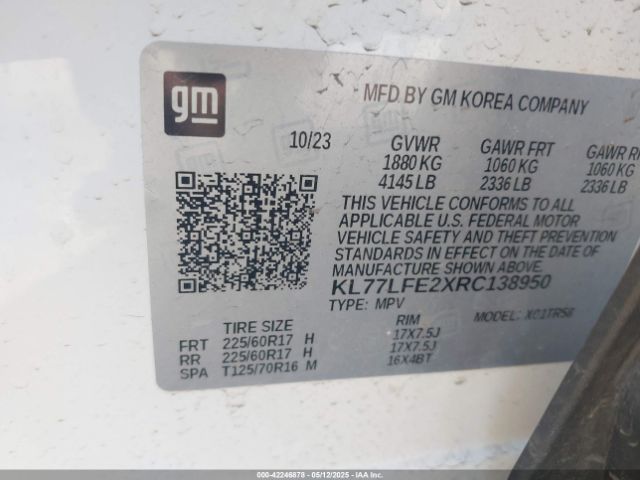 gm
MFD BY GM KOREA COMPANY
10/23 GVWR GAWR FRT GAWR
1880 KG 1060 KG 1060 KG
4145 LB 2336 LB 2336 LB
THIS VEHICLE CONFORMS TO ALL
APPLICABLE U.S. FEDERAL MOTOR
VEHICLE SAFETY AND THEFT PREVENTION
STANDARDS IN EFFECT ON THE DATE OF
MANUFACTURE SHOWN ABOVE.
KL77LFE2XRC138950
TYPE: MPV MODEL:
TIRE SIZE RIM
FRT 225/60R17 H 17X7.5J
RR 225/60R17 H 17X7.5J
SPA T125/70R16 M 16X4BT
000-42246878 - 05/12/2025 - IAA Inc.